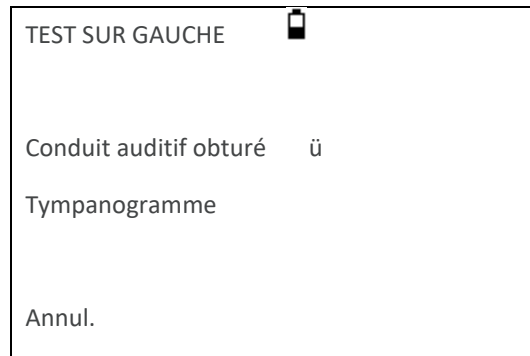 TEST SUR GAUCHE
Conduit auditif obturé ü
Tympanogramme
Annul.